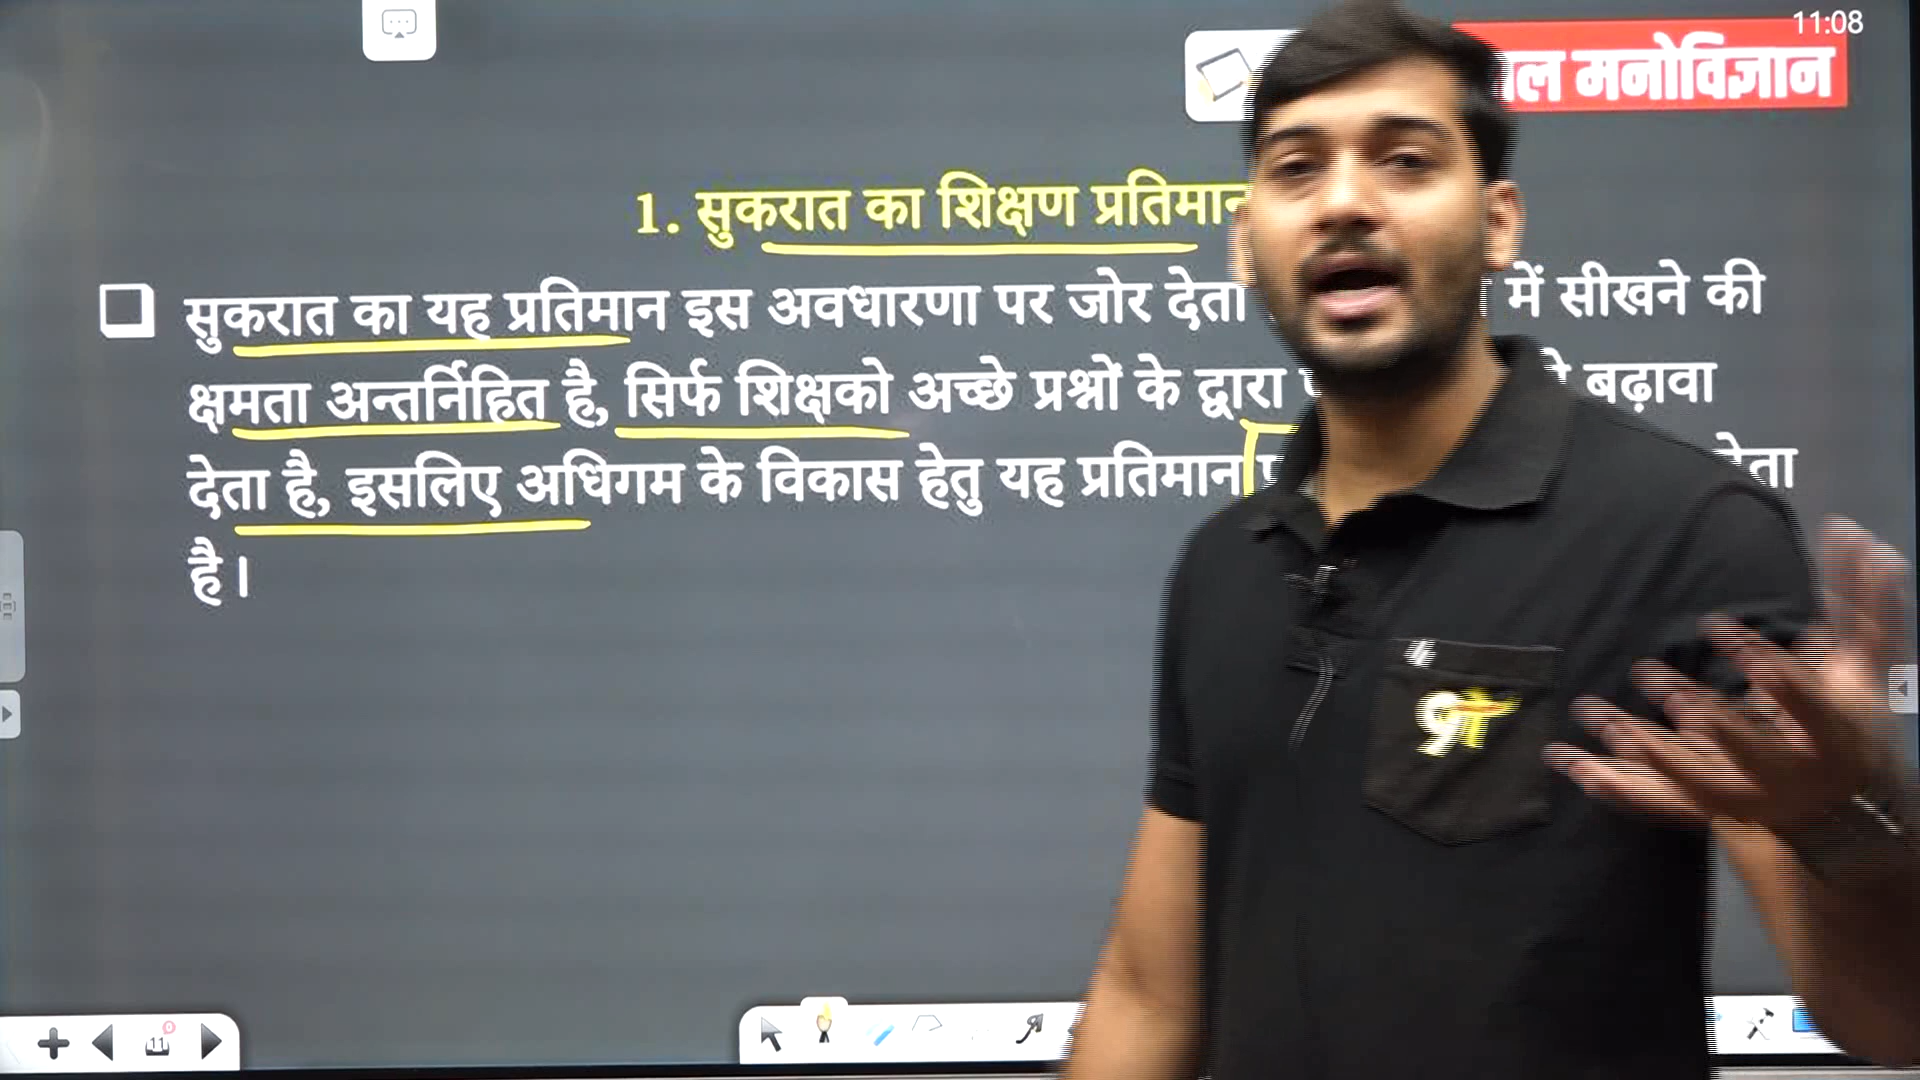 11:08
मनोविज्ञान
1. सुकरात का शिक्षण प्रतिमान
सुकरात का यह प्रतिमान इस अवधारणा पर जोर देता में सीखने की
क्षमता अन्तर्निहित है, सिर्फ शिक्षको अच्छे प्रश्नों के द्वारा बढ़ावा
देता है, इसलिए अधिगम के विकास हेतु यह प्रतिमान
है।
11